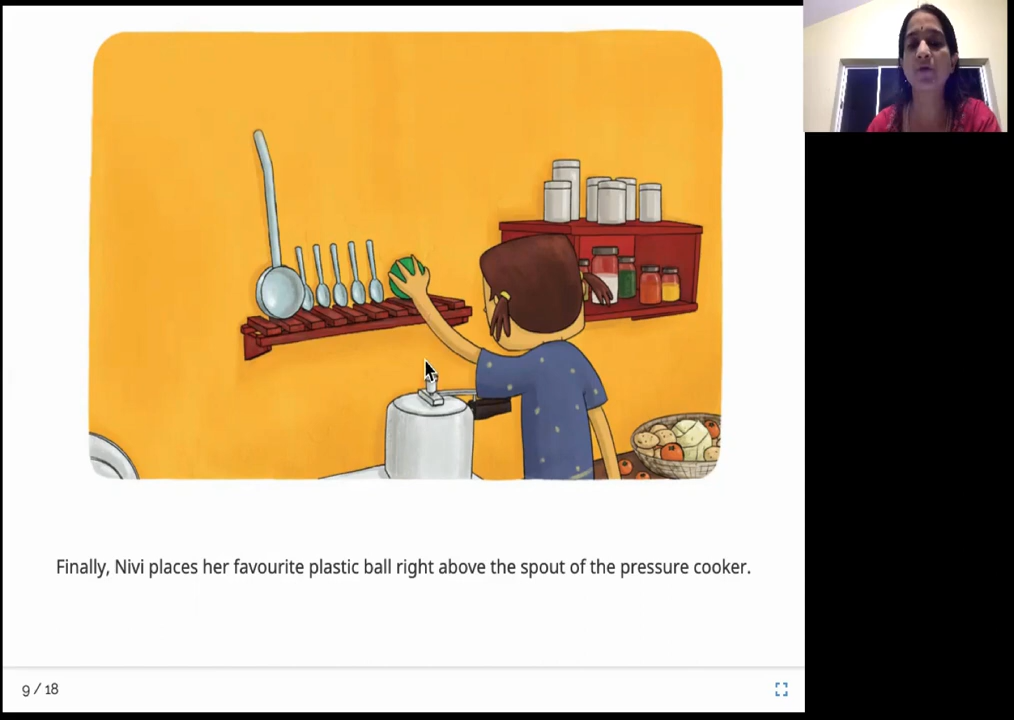 Finally, Nivi places her favourite plastic ball right above the spout of the pressure cooker.
9 / 18